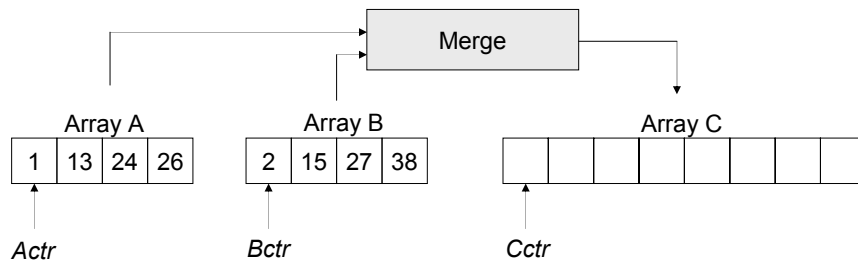 Merge
Array A
Array B
Array C
1 13 24 26
2 15 27 38
Actr
Bctr
Cctr